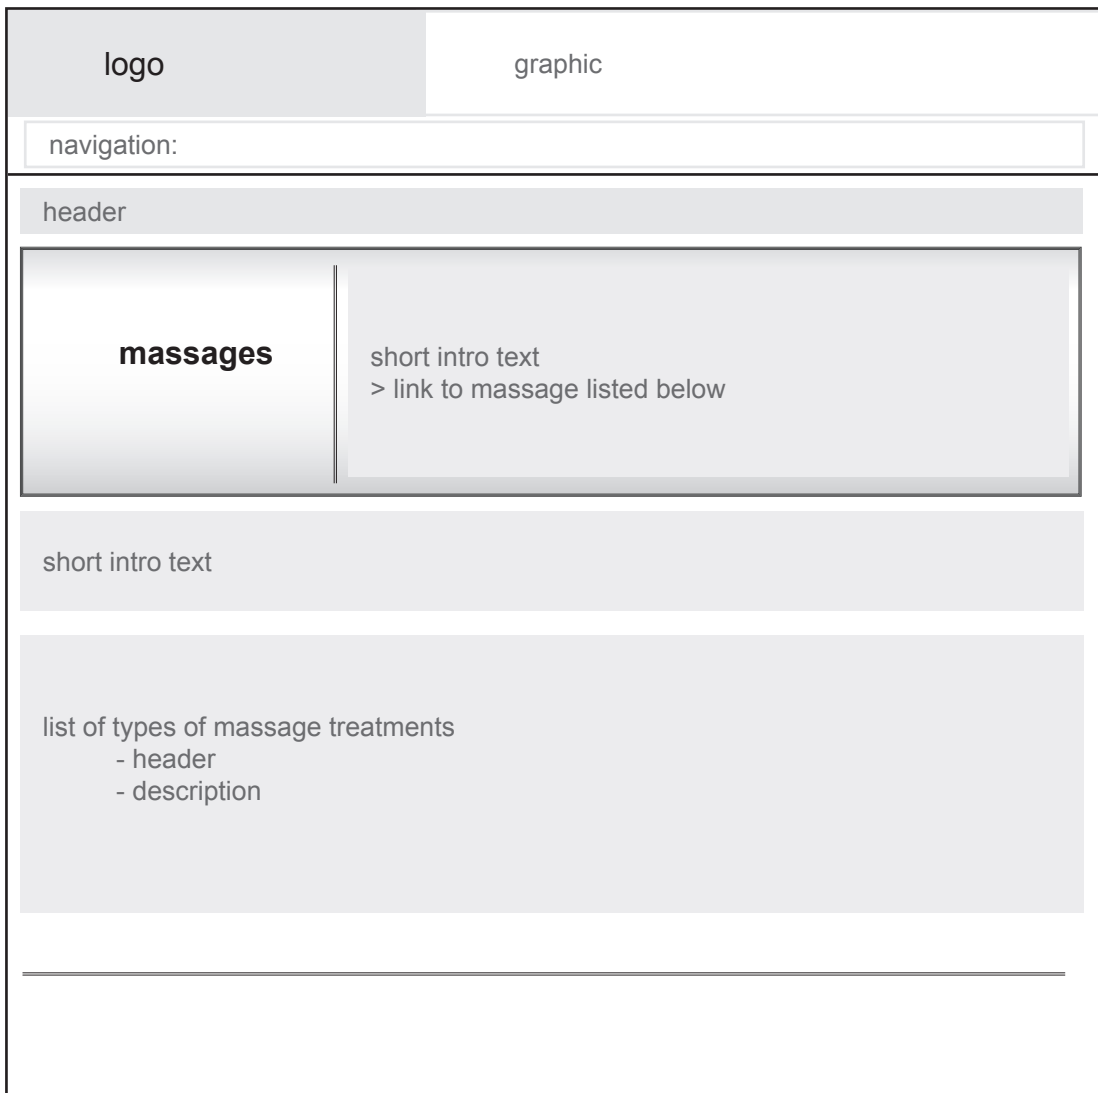 logo
graphic
navigation:
header
massages
short intro text
> link to massage listed below
short intro text
list of types of massage treatments
- header
- description